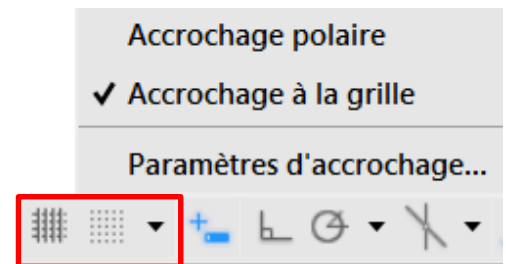 Accrochage polaire
✓ Accrochage à la grille
Paramètres d'accrochage...